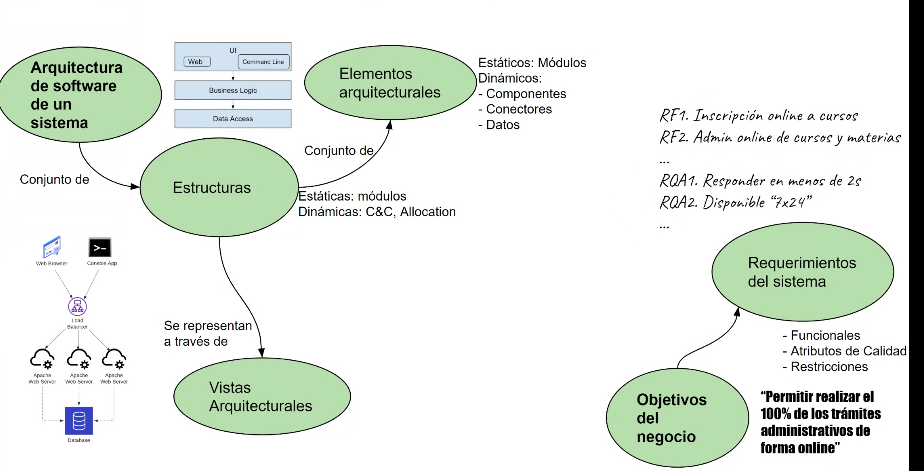 Arquitectura
de software
de un
sistema
UI
Web
Command Line
Business Logic
Data Access
Elementos
arquitecturales
Estáticos: Módulos
Dinámicos:
- Componentes
- Conectores
- Datos
Conjunto de
Conjunto de
Estructuras
Estáticas: módulos
Dinámicas: C&C, Allocation
Web Browser
Console App
Load
Balancer
Apache
Web Server
Apache
Web Server
Apache
Web Server
Database
Se representan
a través de
Vistas
Arquitecturales
RF1. Inscripción online a cursos
RF2. Admin online de cursos y materias
...
RQA1. Responder en menos de 2s
RQA2. Disponible “7x24”
...
Requerimientos
del sistema
- Funcionales
- Atributos de Calidad
- Restricciones
Objetivos
del
negocio
“Permitir realizar el
100% de los trámites
administrativos de
forma online”